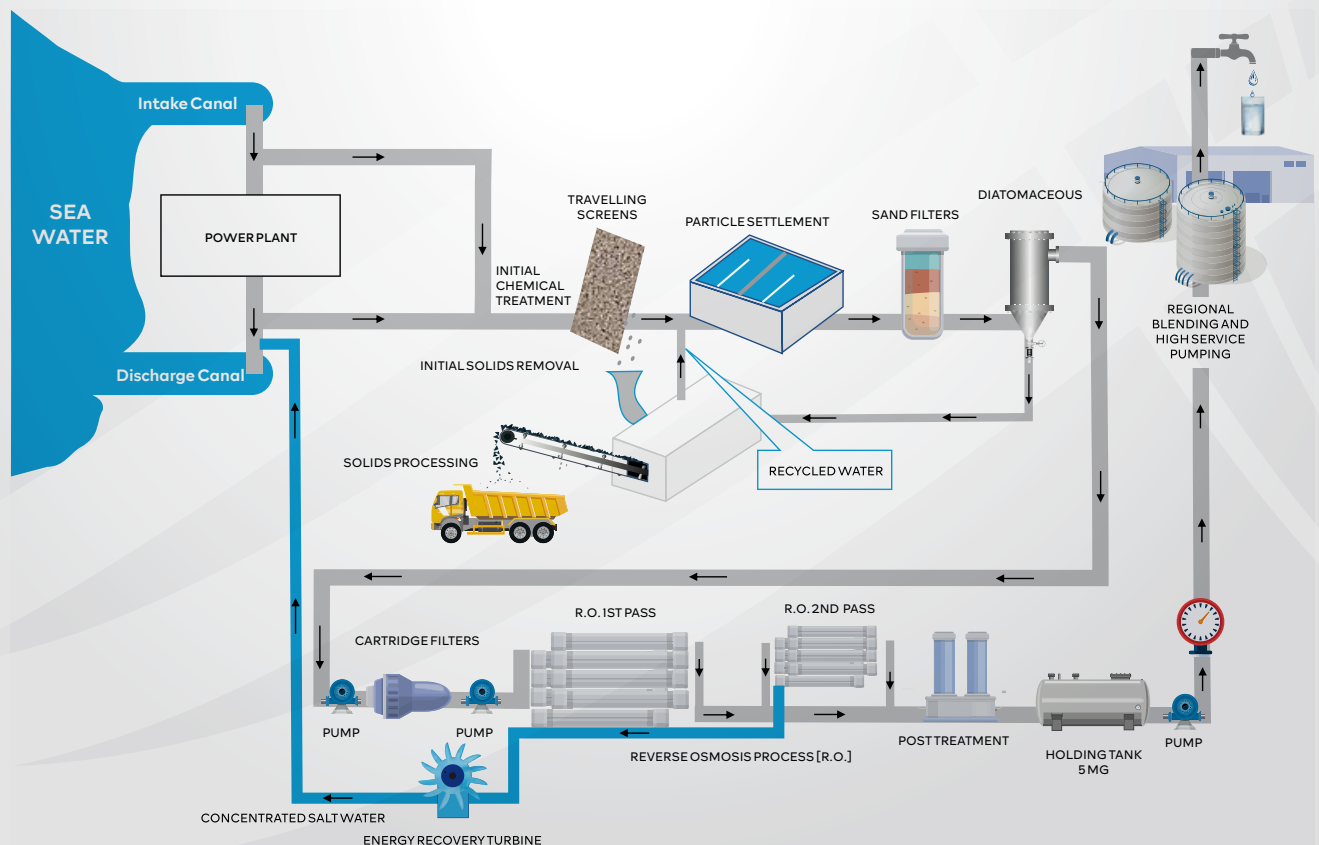 Intake Canal
SEA
WATER
POWER PLANT
Discharge Canal
INITIAL
CHEMICAL
TREATMENT
TRAVELLING
SCREENS
PARTICLE SETTLEMENT
SAND FILTERS
DIATOMACEOUS
INITIAL SOLIDS REMOVAL
SOLIDS PROCESSING
RECYCLED WATER
REGIONAL
BLENDING AND
HIGH SERVICE
PUMPING
CARTRIDGE FILTERS
R.O. 1ST PASS
R.O. 2ND PASS
PUMP
PUMP
REVERSE OSMOSIS PROCESS [R.O.]
POST TREATMENT
HOLDING TANK
5 MG
PUMP
CONCENTRATED SALT WATER
ENERGY RECOVERY TURBINE